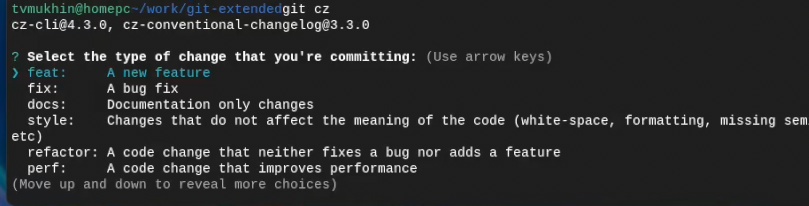 tvmukhin@homepc~/work/git-extendedgit cz
cz-cli@4.3.0, cz-conventional-changelog@3.3.0
? Select the type of change that you're committing: (Use arrow keys)
❯ feat:     A new feature
  fix:      A bug fix
  docs:     Documentation only changes
  style:    Changes that do not affect the meaning of the code (white-space, formatting, missing sem
etc)
  refactor: A code change that neither fixes a bug nor adds a feature
  perf:     A code change that improves performance
(Move up and down to reveal more choices)